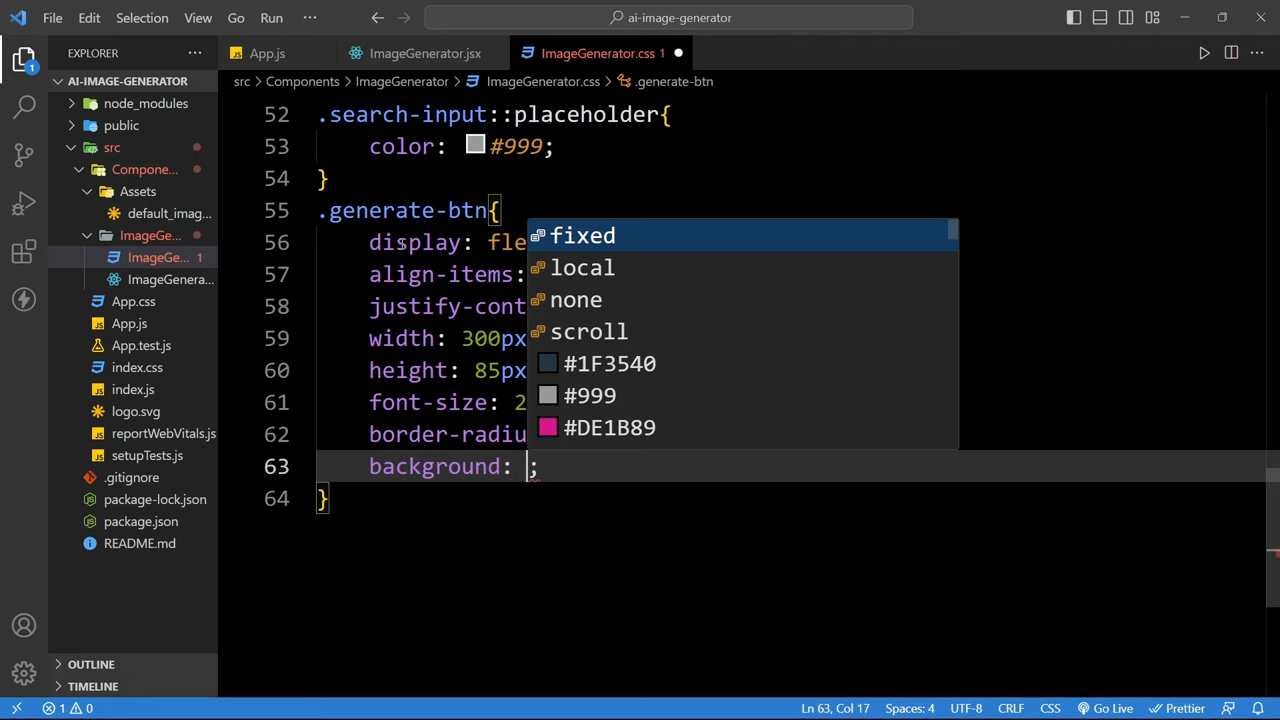 File Edit Selection View Go Run ··· ai-image-generator
EXPLORER ···
AI-IMAGE-GENERATOR
node_modules
public
src
Compone...
Assets
default_imag...
ImageGe...
ImageGe... 1
ImageGenera...
App.css
App.js
App.test.js
index.css
index.js
logo.svg
reportWebVitals.js
setupTests.js
.gitignore
package-lock.json
package.json
README.md
OUTLINE
TIMELINE
1
App.js ImageGenerator.jsx ImageGenerator.css 1
src > Components > ImageGenerator > ImageGenerator.css > .generate-btn
52 .search-input::placeholder{
53 color: #999;
54 }
55 .generate-btn{
56 display: fle
57 align-items:
58 justify-cont
59 width: 300px
60 height: 85px
61 font-size: 2
62 border-radiu
63 background: ;
64 }
fixed
local
none
scroll
#1F3540
#999
#DE1B89
1 0 Ln 63, Col 17 Spaces: 4 UTF-8 CRLF CSS Go Live Prettier